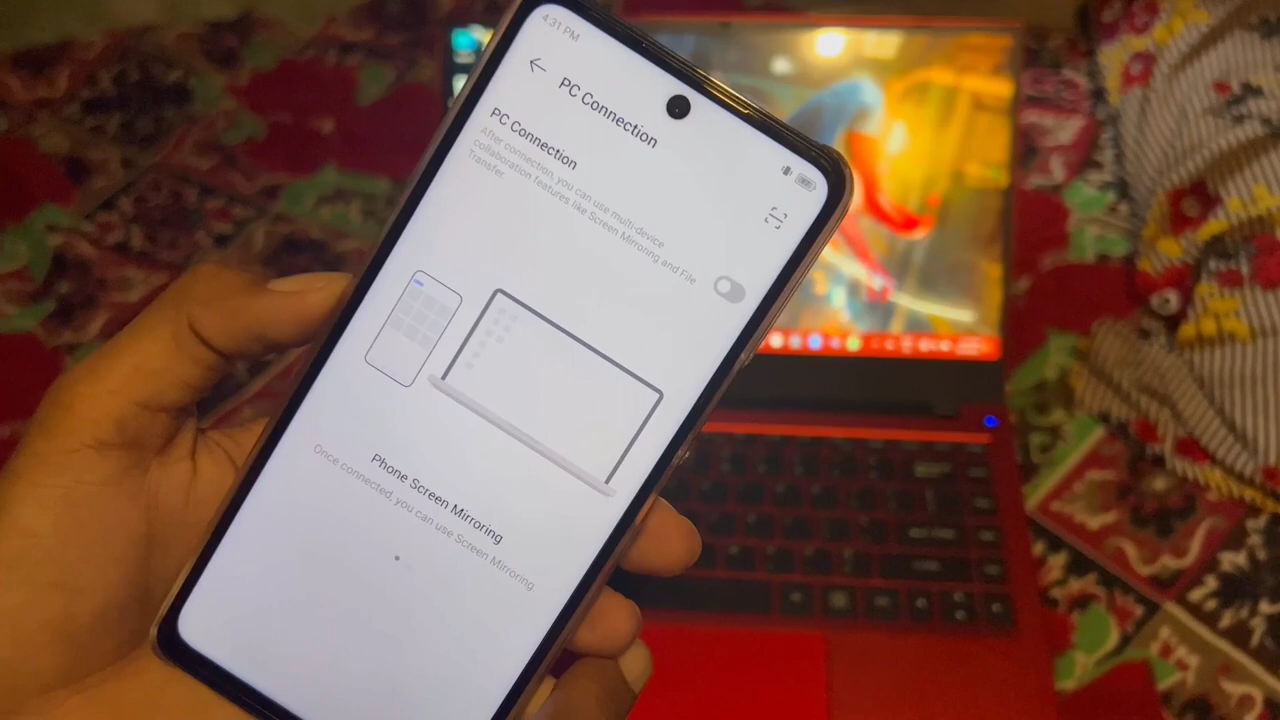 4:31 PM
PC Connection
PC Connection
After connection, you can use multi-device
collaboration features like Screen Mirroring and File
Transfer.
Phone Screen Mirroring
Once connected, you can use Screen Mirroring.